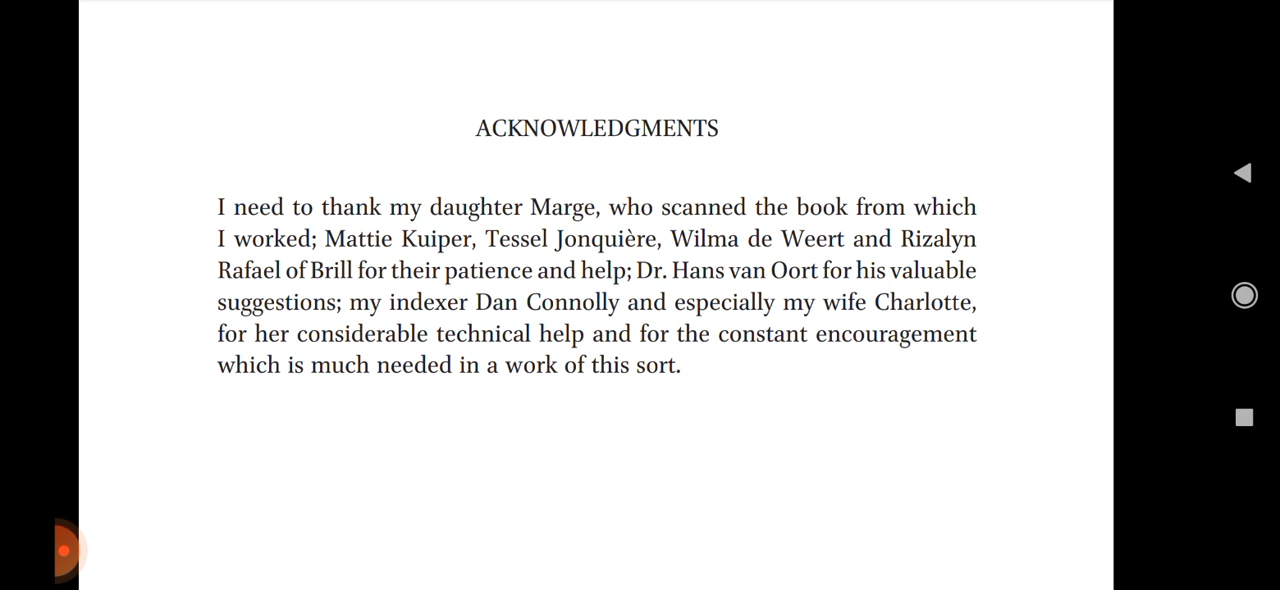 ACKNOWLEDGMENTS
I need to thank my daughter Marge, who scanned the book from which
I worked; Mattie Kuiper, Tessel Jonquière, Wilma de Weert and Rizalyn
Rafael of Brill for their patience and help; Dr. Hans van Oort for his valuable
suggestions; my indexer Dan Connolly and especially my wife Charlotte,
for her considerable technical help and for the constant encouragement
which is much needed in a work of this sort.